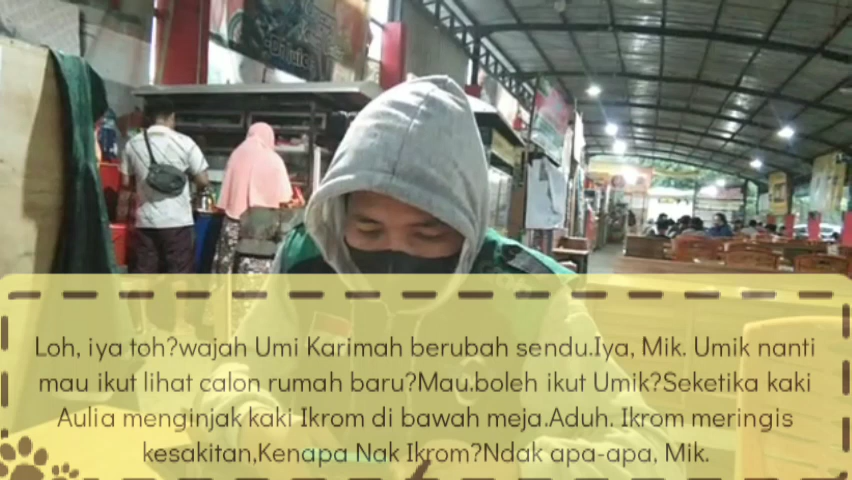 Loh, iya toh?wajah Umi Karimah berubah sendu.Iya, Mik. Umik nanti
mau ikut lihat calon rumah baru?Mau.boleh ikut Umik?Seketika kaki
Aulia menginjak kaki Ikrom di bawah meja.Aduh. Ikrom meringis
kesakitan,Kenapa Nak Ikrom?Ndak apa-apa, Mik.